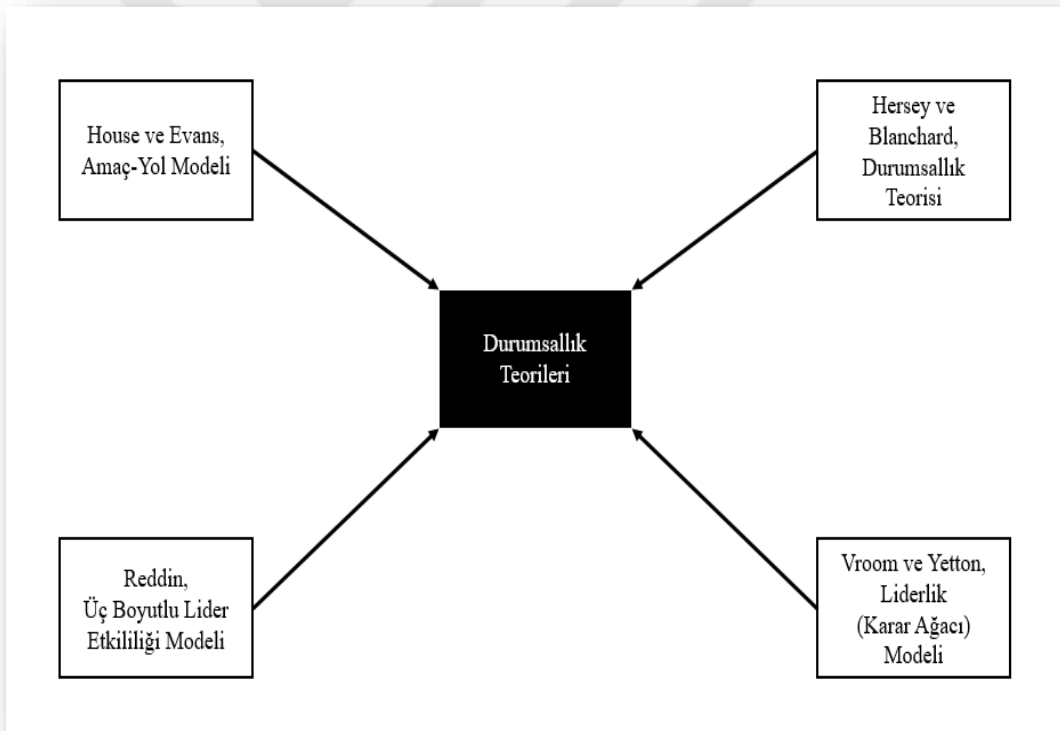 House ve Evans,
Amaç-Yol Modeli
Hersey ve
Blanchard,
Durumsallık
Teorisi
Durumsallık
Teorileri
Reddin,
Üç Boyutlu Lider
Etkililiği Modeli
Vroom ve Yetton,
Liderlik
(Karar Ağacı)
Modeli